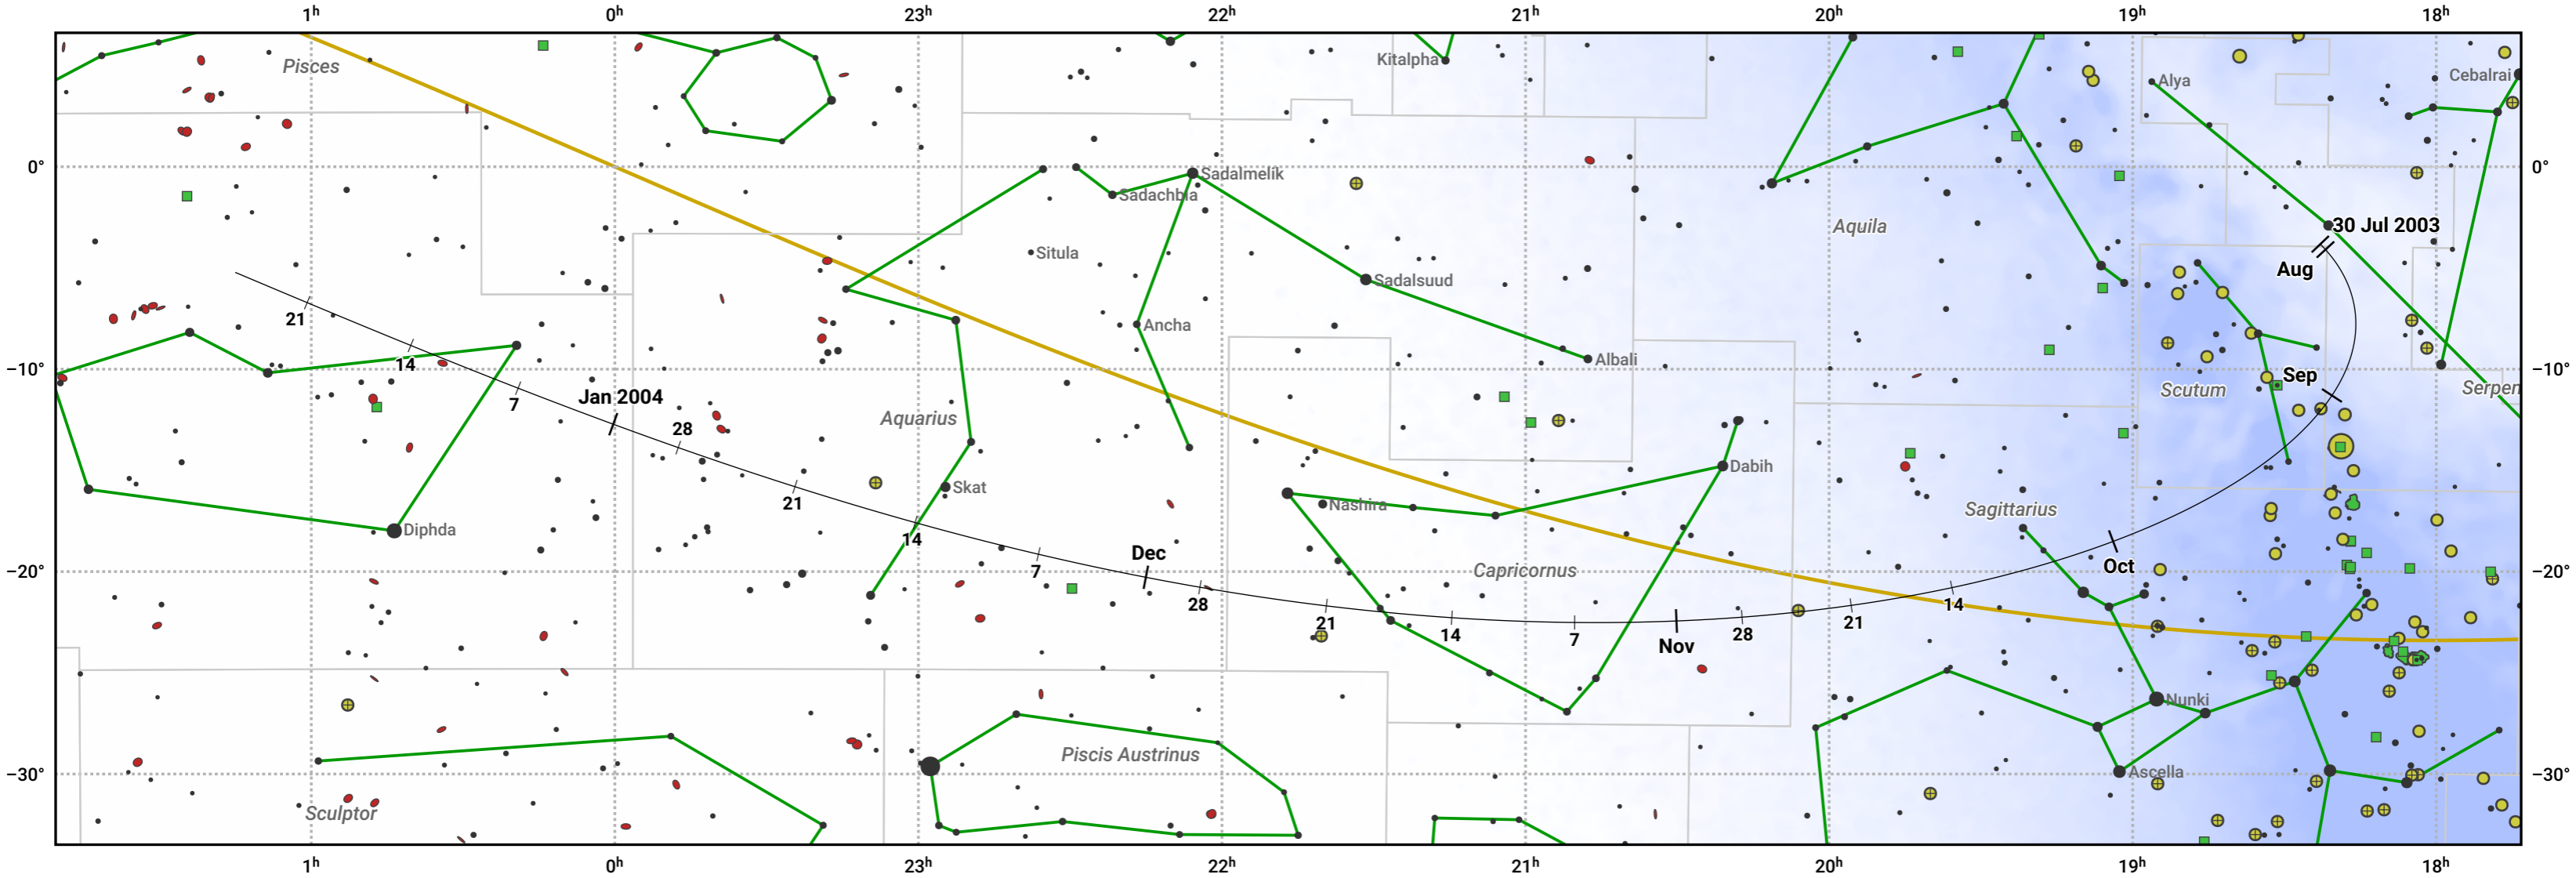 1ʰ 0ʰ 23ʰ 22ʰ 21ʰ 20ʰ 19ʰ 18ʰ
Pisces
Kitalpha
Alya
Cebalrai
0° 0°
Sadalmelik
Sadachbia
Situla
Aquila
30 Jul 2003
Aug
Sadalsuud
21
Ancha
Albali
14
−10° −10°
Sep
Scutum
Serpen
7
Jan 2004
28
Aquarius
Dabih
Skat
21
Nashira
Sagittarius
Diphda
14
Dec
7
Oct
−20° −20°
Capricornus
28
21
14
7
Nov
28
21
14
Nunki
Piscis Austrinus
Ascella
−30° −30°
Sculptor
1ʰ 0ʰ 23ʰ 22ʰ 21ʰ 20ʰ 19ʰ 18ʰ